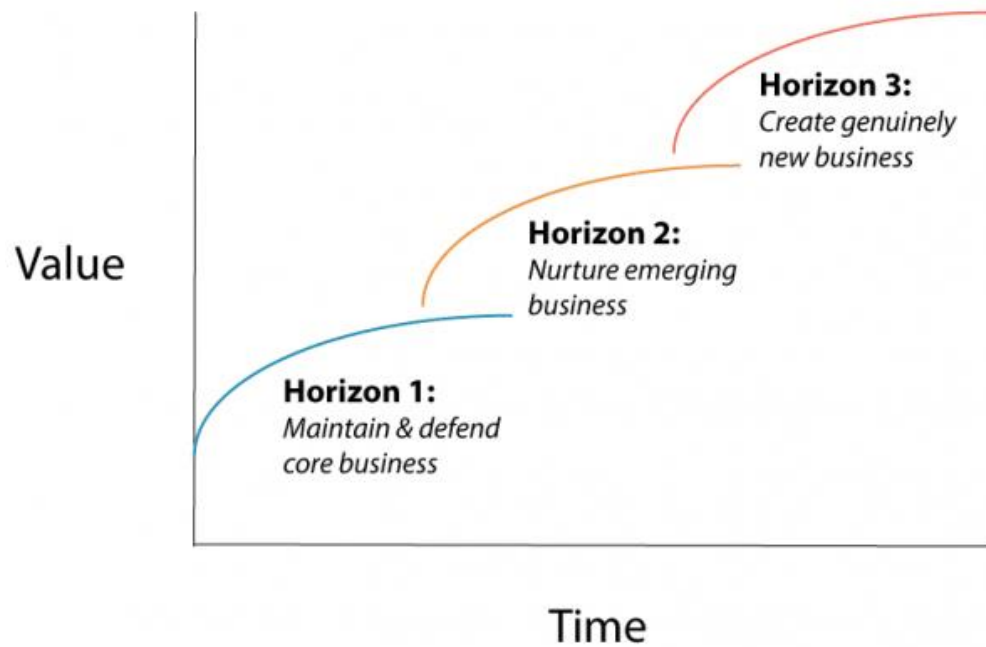 Horizon 3:
Create genuinely
new business
Horizon 2:
Nurture emerging
business
Value
Horizon 1:
Maintain & defend
core business
Time